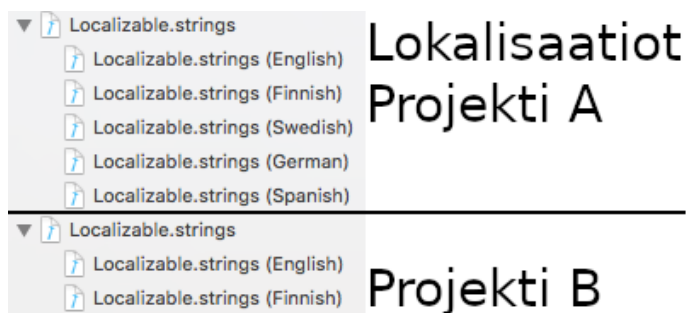 Localizable.strings
Localizable.strings (English)
Localizable.strings (Finnish)
Localizable.strings (Swedish)
Localizable.strings (German)
Localizable.strings (Spanish)
Lokalisaatiot
Projekti A
Localizable.strings
Localizable.strings (English)
Localizable.strings (Finnish)
Projekti B